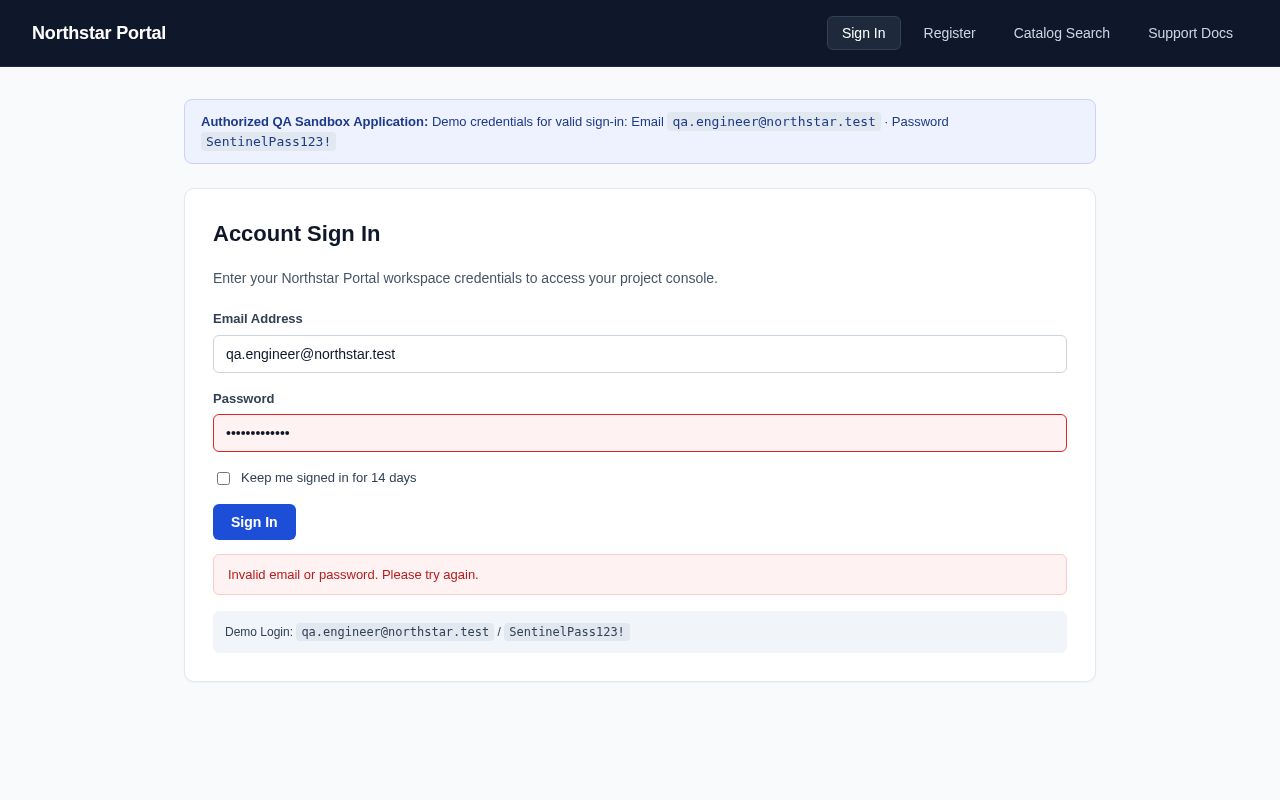 Northstar Portal
Sign In
Register
Catalog Search
Support Docs
Authorized QA Sandbox Application: Demo credentials for valid sign-in: Email qa.engineer@northstar.test · Password
SentinelPass123!
Account Sign In
Enter your Northstar Portal workspace credentials to access your project console.
Email Address
qa.engineer@northstar.test
Password
•••••••••••••
Keep me signed in for 14 days
Sign In
Invalid email or password. Please try again.
Demo Login: qa.engineer@northstar.test / SentinelPass123!